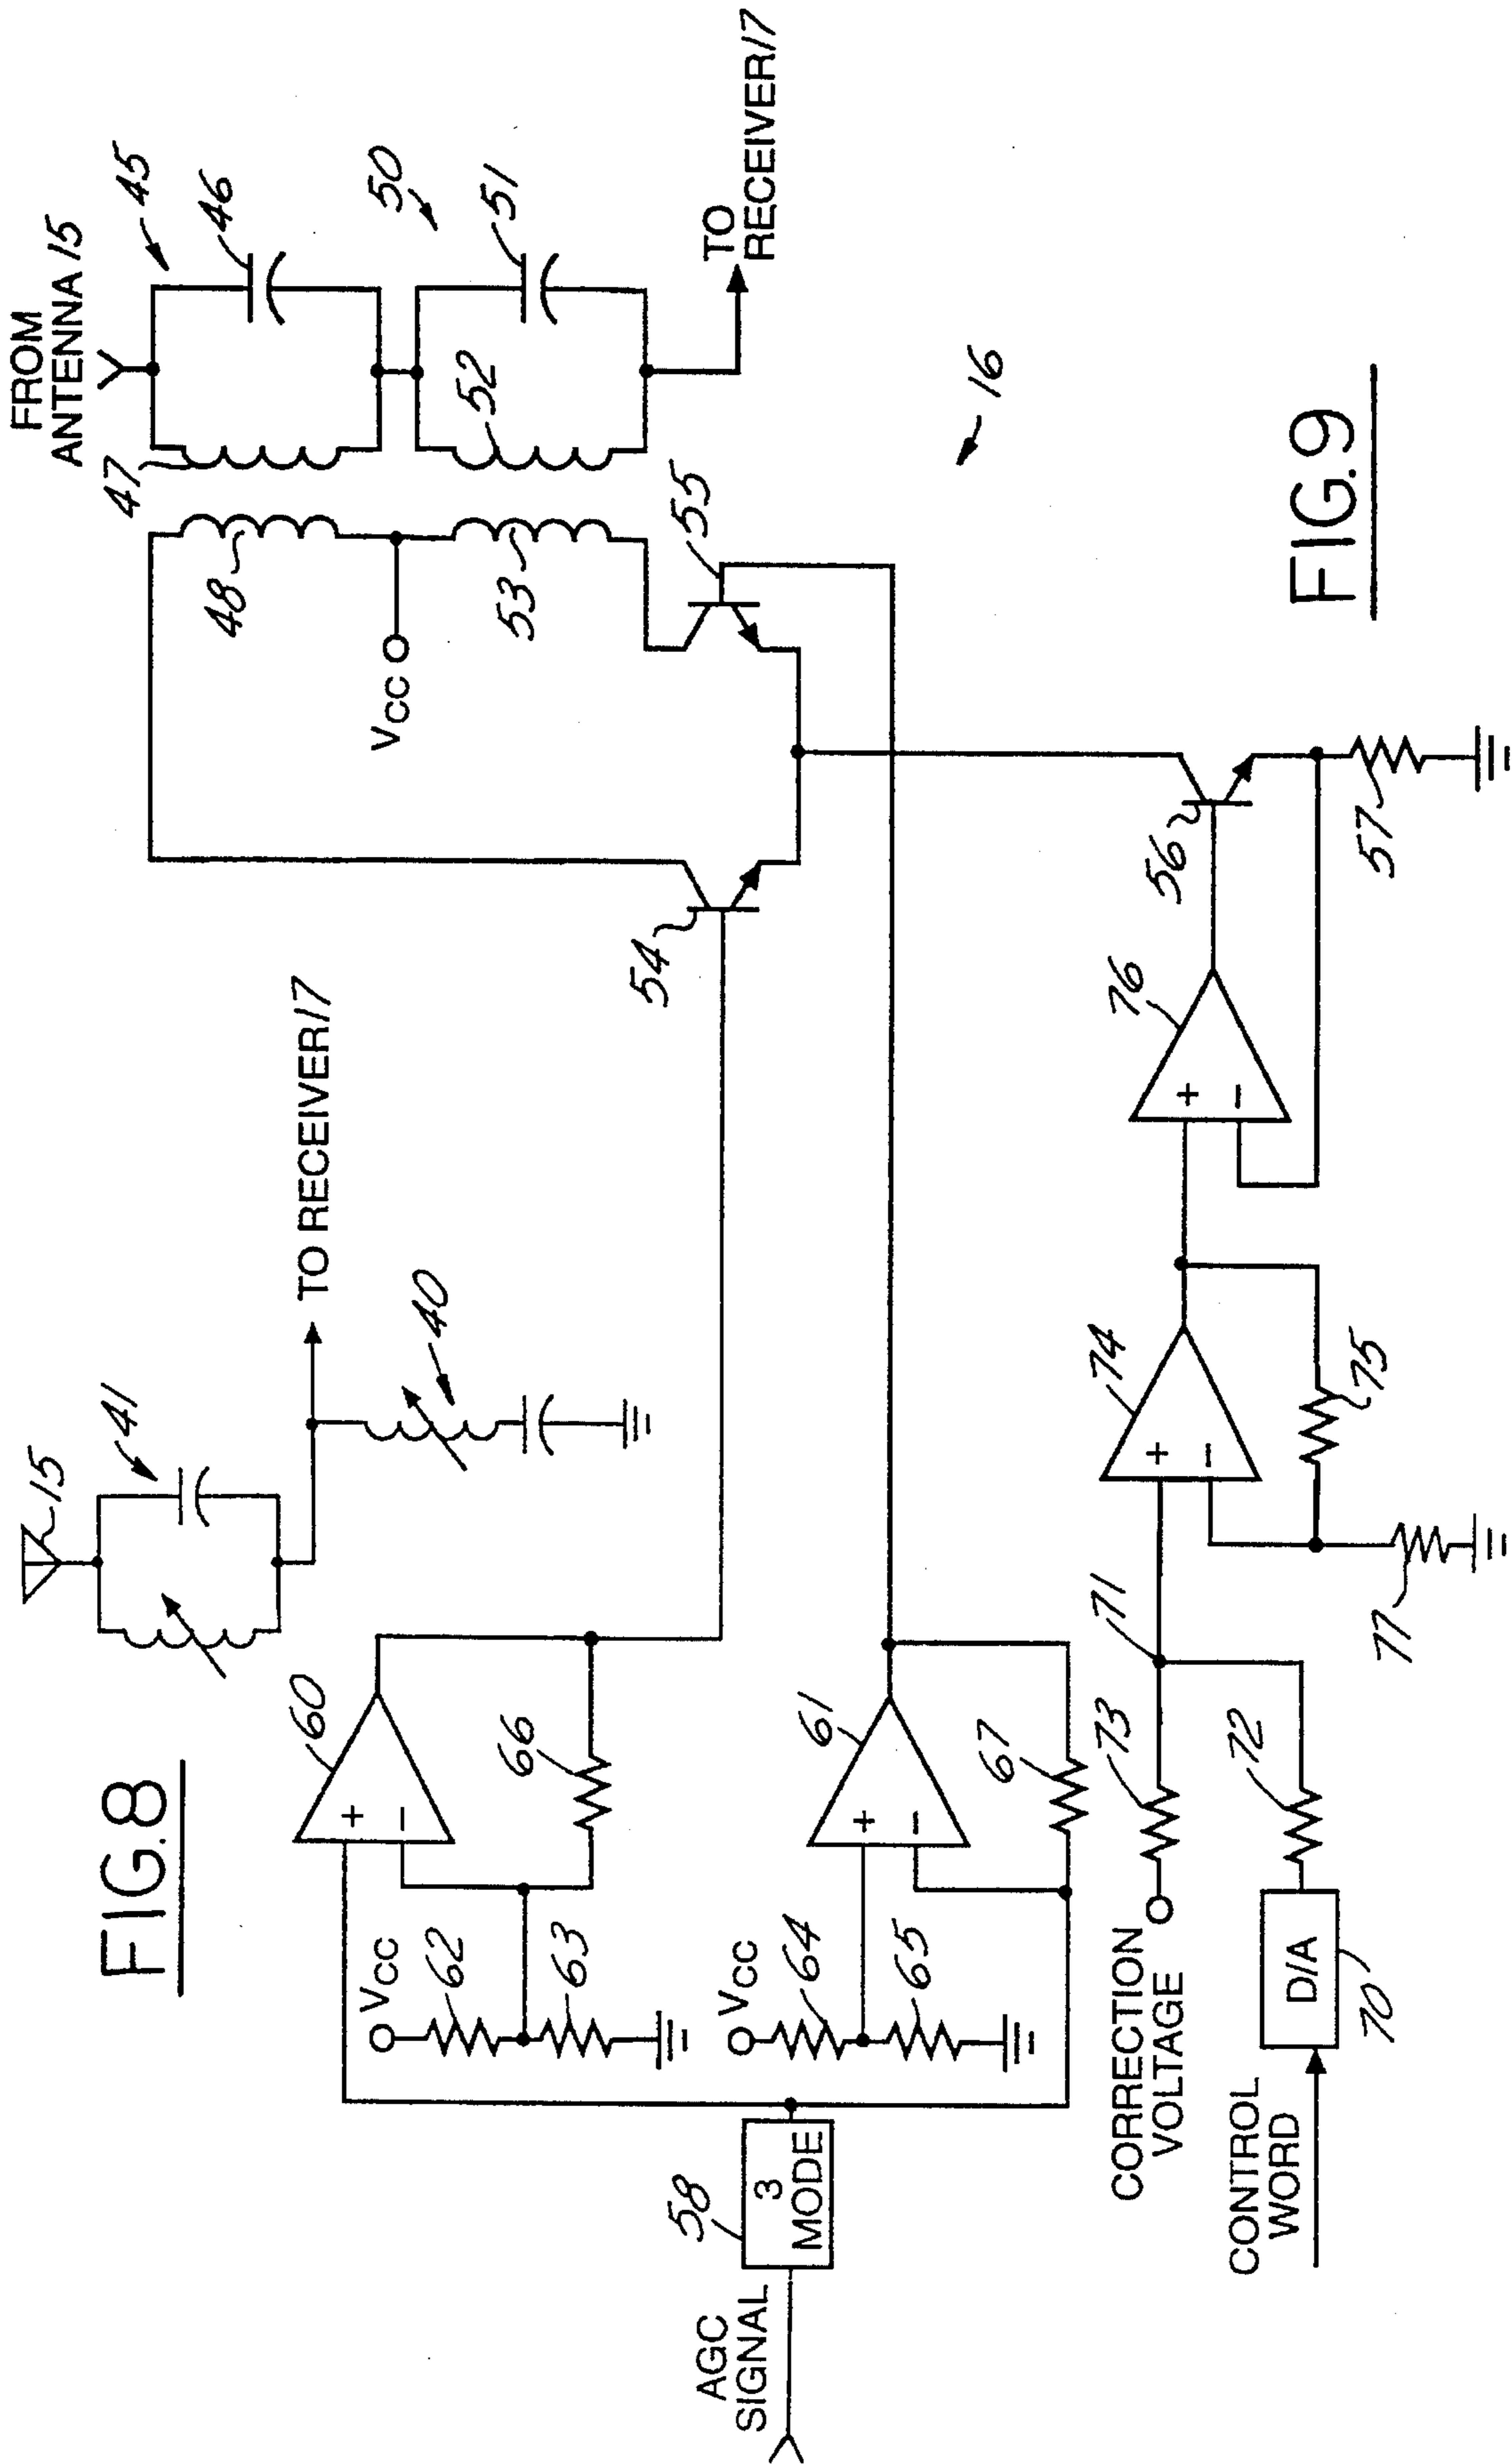 FIG. 8
15
41
40
TO RECEIVER 17
FIG. 9
16
FROM
ANTENNA 15
45
46
47
48
50
51
52
53
VCC
TO
RECEIVER 17
54
55
56
57
AGC
SIGNAL
58
3
MODE
60
+
−
VCC
62
63
66
61
+
−
VCC
64
65
67
CORRECTION
VOLTAGE
73
71
CONTROL
WORD
D/A
70
72
74
+
−
75
77
76
+
−